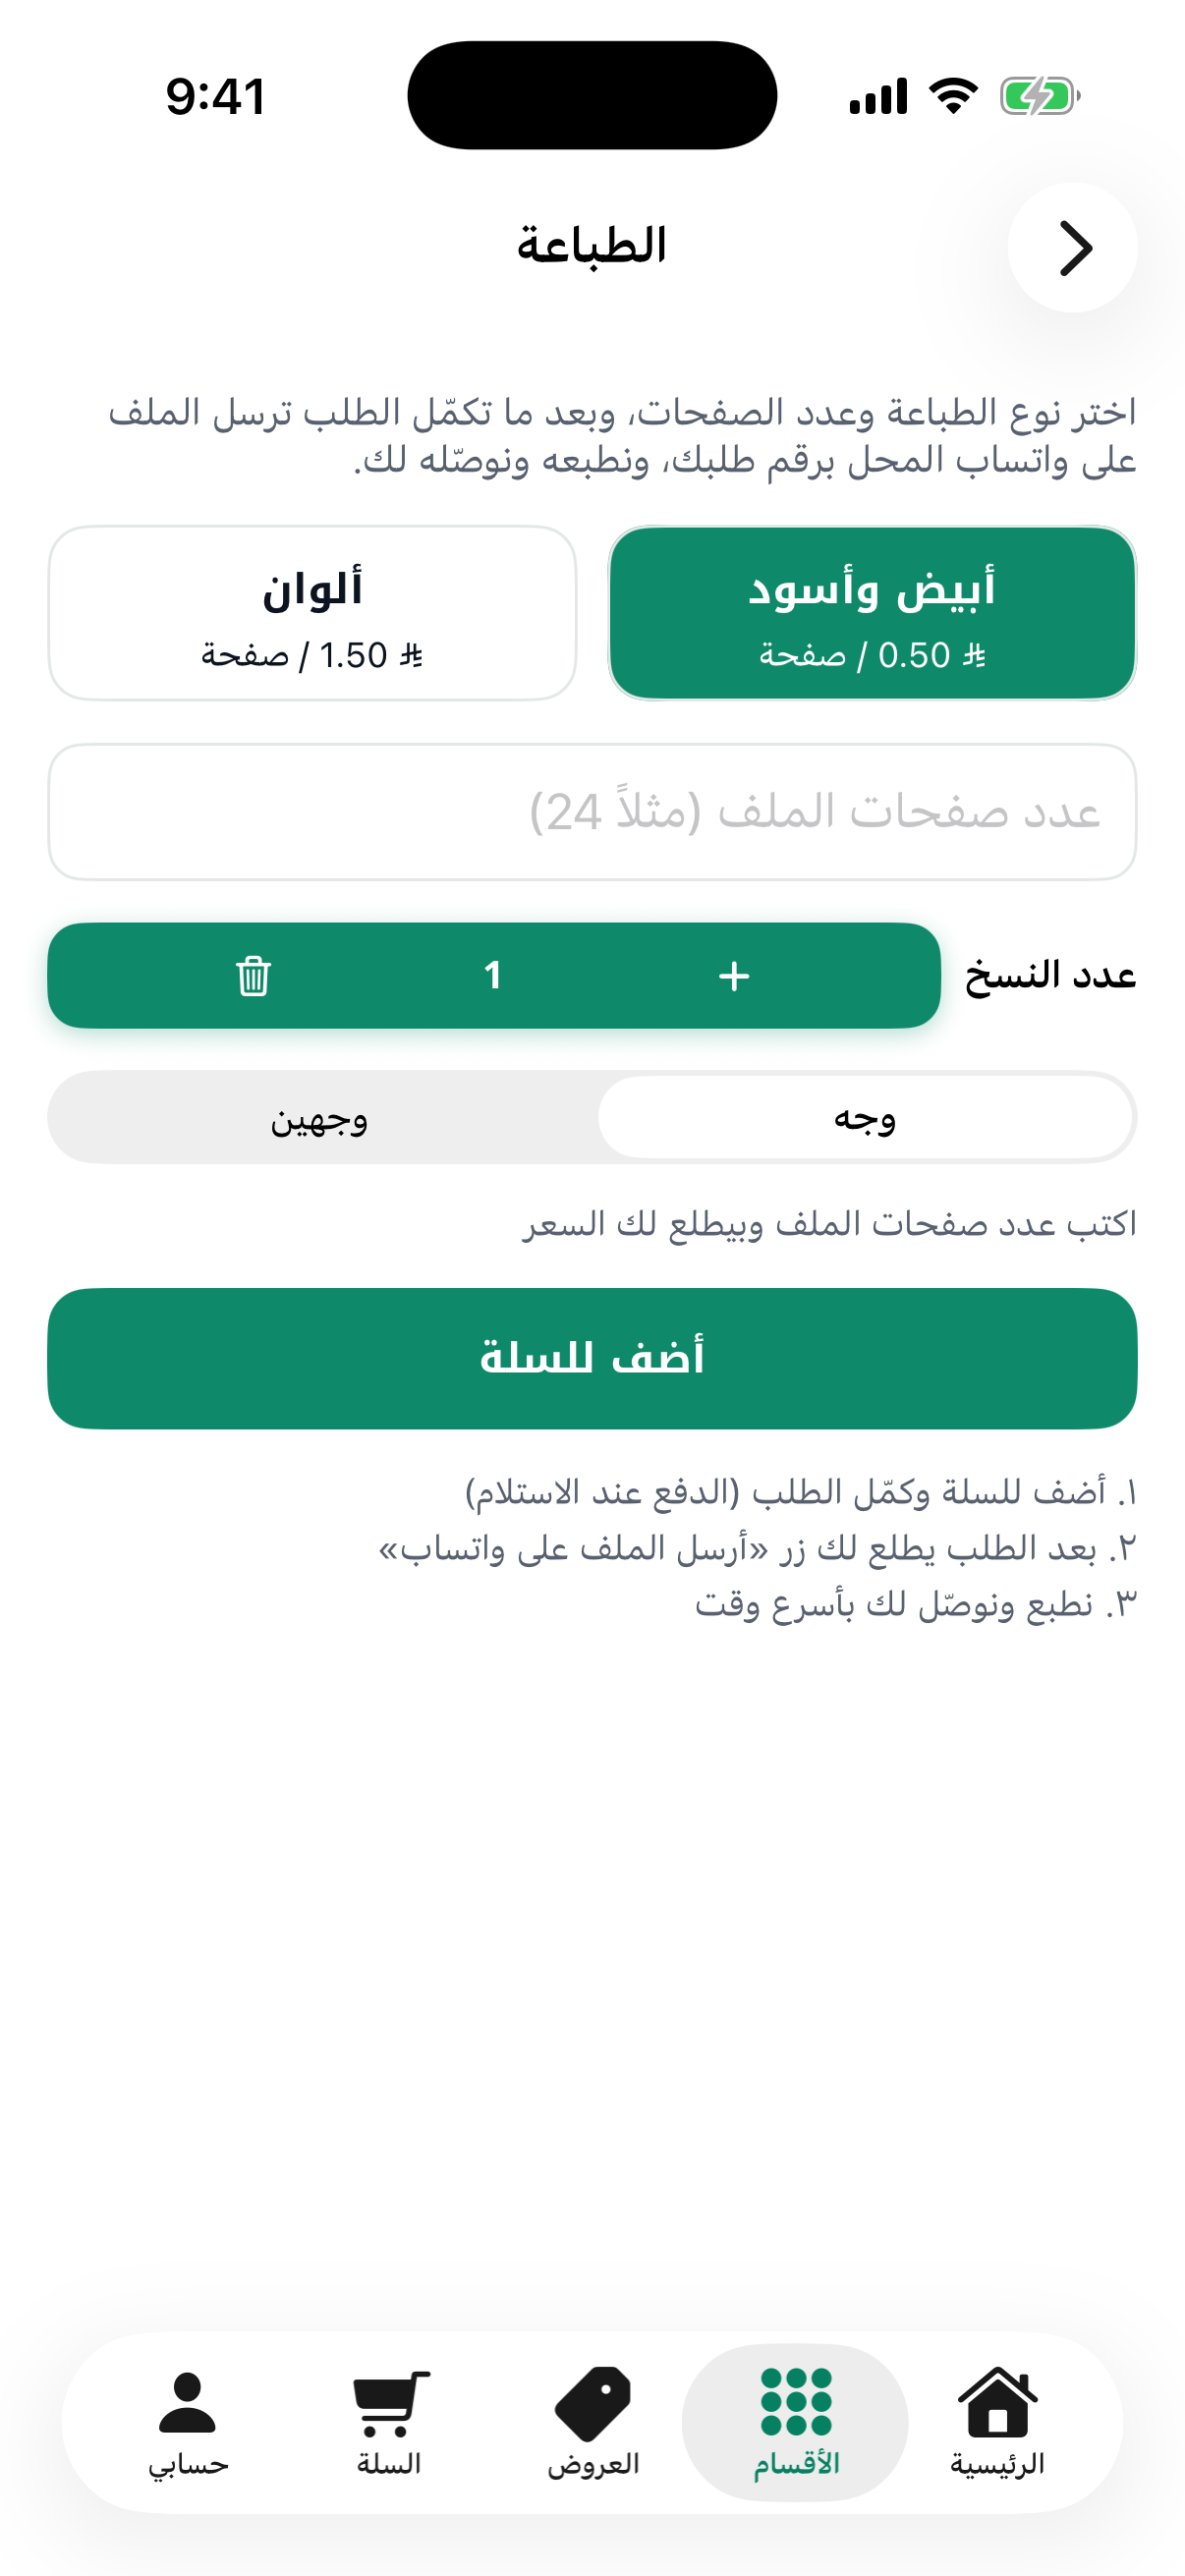 9:41
الطباعة
اختر نوع الطباعة وعدد الصفحات، وبعد ما تكمّل الطلب ترسل الملف
على واتساب المحل برقم طلبك، ونطبعه ونوصّله لك.
أبيض وأسود
⃁ 0.50 / صفحة
ألوان
⃁ 1.50 / صفحة
عدد صفحات الملف (مثلاً 24)
عدد النسخ
1
وجه
وجهين
اكتب عدد صفحات الملف وبيطلع لك السعر
أضف للسلة
١. أضف للسلة وكمّل الطلب (الدفع عند الاستلام)
٢. بعد الطلب يطلع لك زر «أرسل الملف على واتساب»
٣. نطبع ونوصّل لك بأسرع وقت
الرئيسية
الأقسام
العروض
السلة
حسابي